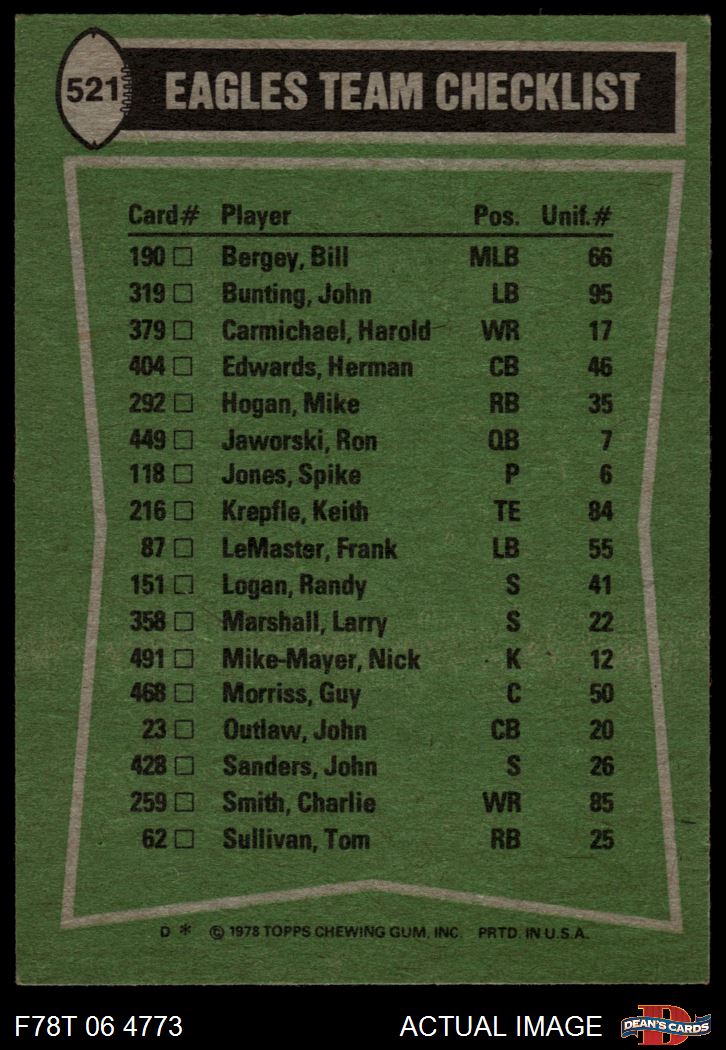 521 EAGLES TEAM CHECKLIST
Card# Player Pos. Unif.#
190 Bergey, Bill MLB 66
319 Bunting, John LB 95
379 Carmichael, Harold WR 17
404 Edwards, Herman CB 46
292 Hogan, Mike RB 35
449 Jaworski, Ron QB 7
118 Jones, Spike P 6
216 Krepfle, Keith TE 84
87 LeMaster, Frank LB 55
151 Logan, Randy S 41
358 Marshall, Larry S 22
491 Mike-Mayer, Nick K 12
468 Morriss, Guy C 50
23 Outlaw, John CB 20
428 Sanders, John S 26
259 Smith, Charlie WR 85
62 Sullivan, Tom RB 25
D * © 1978 TOPPS CHEWING GUM, INC. PRTD. IN U.S.A.
F78T 06 4773 ACTUAL IMAGE D DEAN'S CARDS